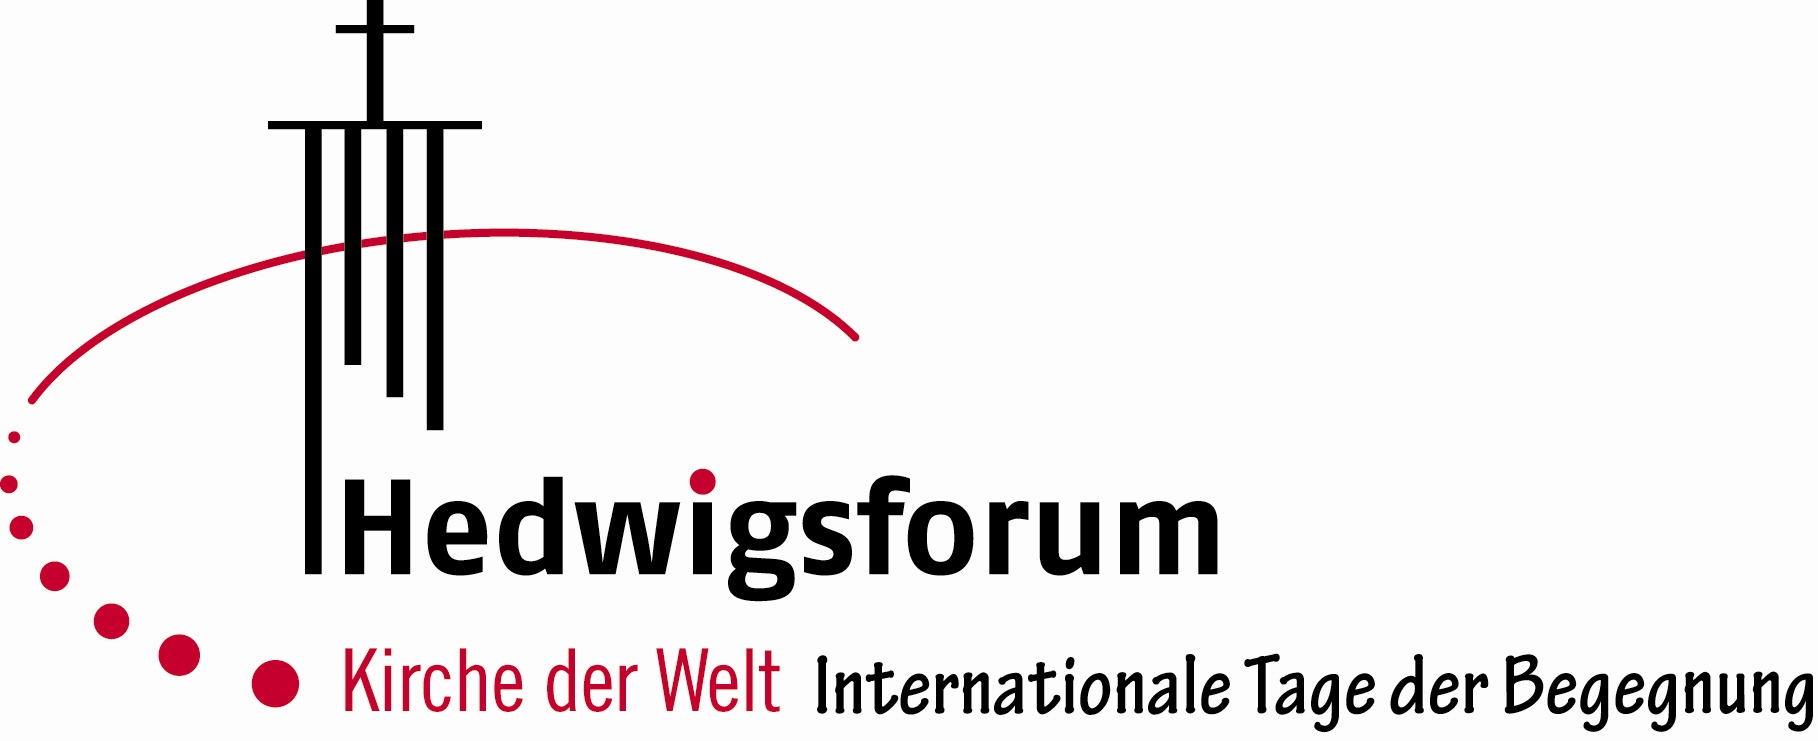 Hedwigsforum
Kirche der Welt Internationale Tage der Begegnung